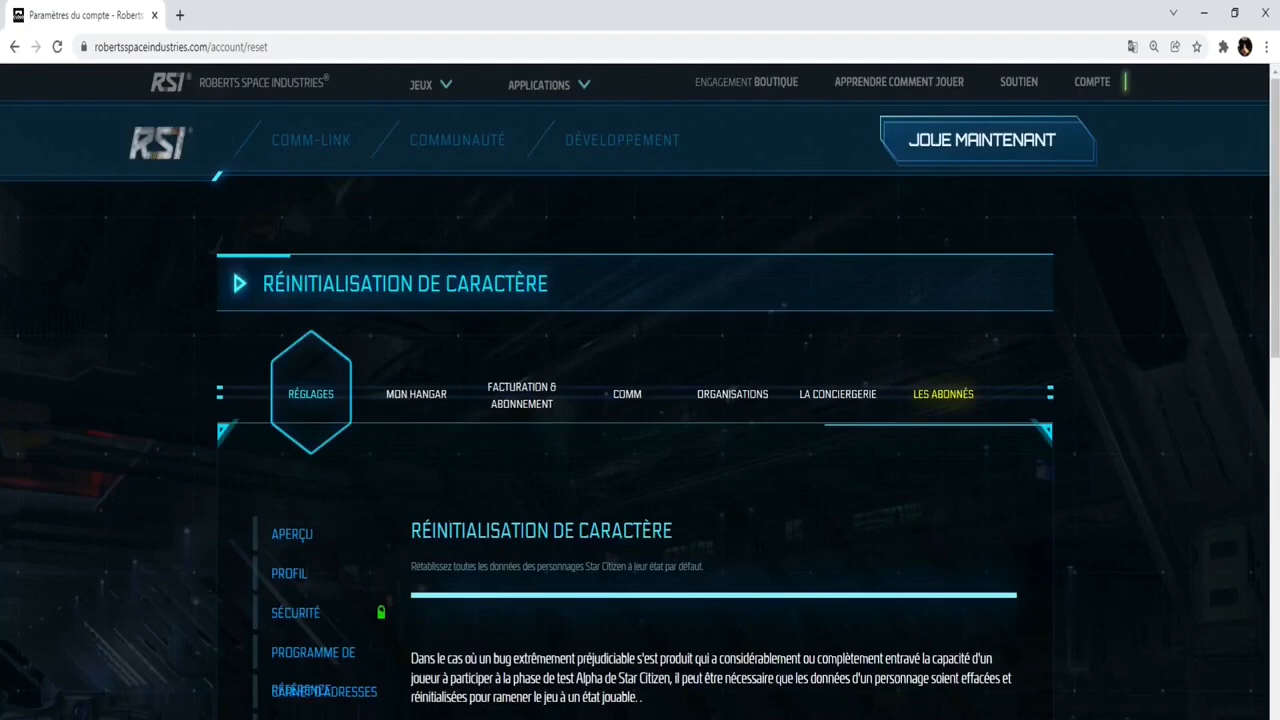 Paramètres du compte - Roberts
robertsspaceindustries.com/account/reset
RSI® ROBERTS SPACE INDUSTRIES® JEUX APPLICATIONS ENGAGEMENT BOUTIQUE APPRENDRE COMMENT JOUER SOUTIEN COMPTE
RSI COMM-LINK COMMUNAUTÉ DÉVELOPPEMENT JOUE MAINTENANT
RÉINITIALISATION DE CARACTÈRE
RÉGLAGES MON HANGAR FACTURATION &
ABONNEMENT COMM ORGANISATIONS LA CONCIERGERIE LES ABONNÉS
APERÇU
PROFIL
SÉCURITÉ
PROGRAMME DE
RÉFÉRENCE
CARNET D'ADRESSES
RÉINITIALISATION DE CARACTÈRE
Rétablissez toutes les données des personnages Star Citizen à leur état par défaut.
Dans le cas où un bug extrêmement préjudiciable s'est produit qui a considérablement ou complètement entravé la capacité d'un
joueur à participer à la phase de test Alpha de Star Citizen, il peut être nécessaire que les données d'un personnage soient effacées et
réinitialisées pour ramener le jeu à un état jouable. .